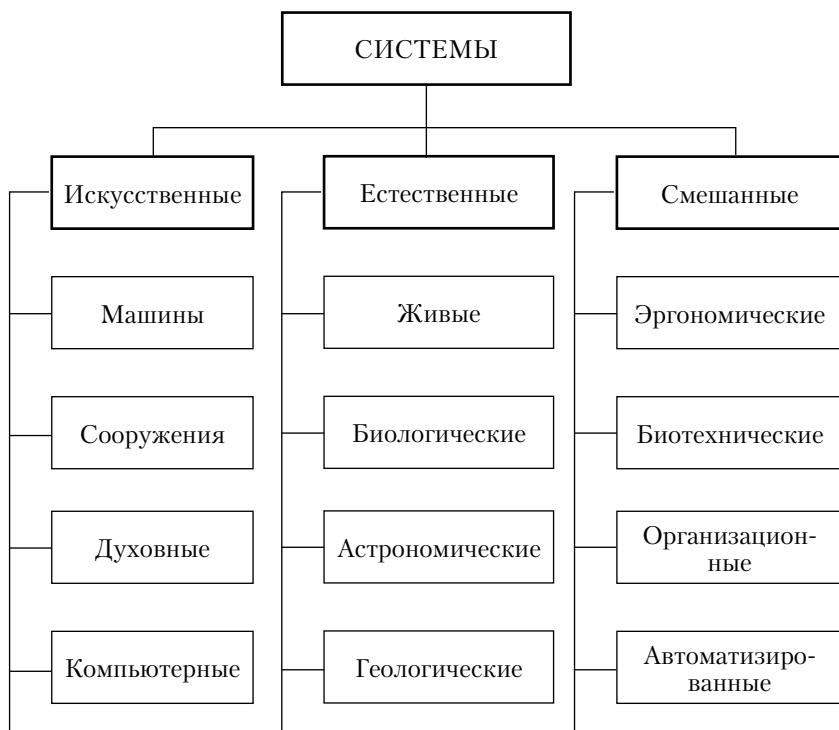 СИСТЕМЫ
Искусственные
Естественные
Смешанные
Машины
Живые
Эргономические
Сооружения
Биологические
Биотехнические
Духовные
Астрономические
Организацион-
ные
Компьютерные
Геологические
Автоматизиро-
ванные